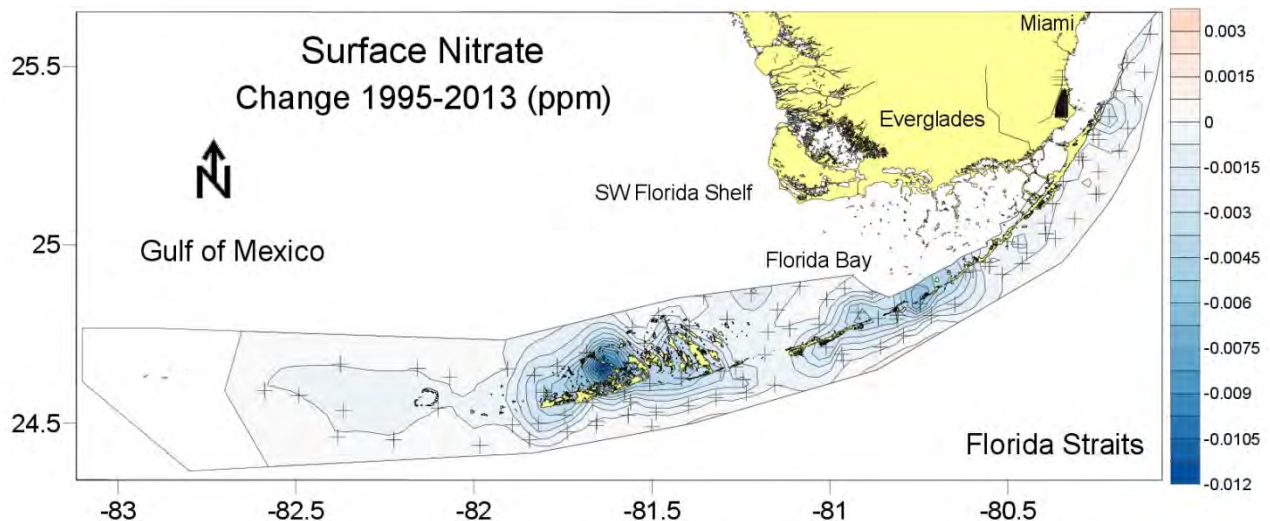 Surface Nitrate
Change 1995-2013 (ppm)
N
Miami
Everglades
SW Florida Shelf
Gulf of Mexico
Florida Bay
Florida Straits
25.5
25
24.5
-83
-82.5
-82
-81.5
-81
-80.5
0.003
0.0015
0
-0.0015
-0.003
-0.0045
-0.006
-0.0075
-0.009
-0.0105
-0.012